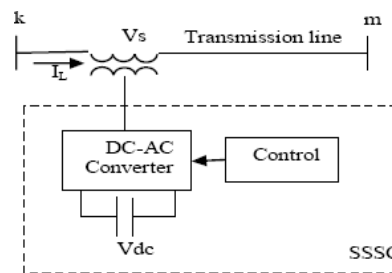 k
m
Vs
Transmission line
IL
DC-AC
Converter
Control
Vdc
SSSC